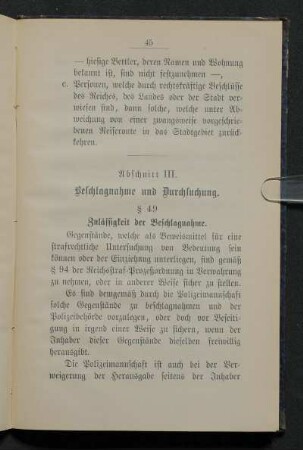 45
— hiesige Bettler, deren Namen und Wohnung
bekannt ist, sind nicht festzunehmen —,
e. Personen, welche durch rechtskräftige Beschlüsse
des Reiches, des Landes oder der Stadt ver-
wiesen sind, dann solche, welche unter Ab-
weichung von einer zwangsweise vorgeschrie-
benen Reiseroute in das Stadtgebiet zurück-
kehren.
Abschnitt III.
Beschlagnahme und Durchsuchung.
§ 49
Zulässigkeit der Beschlagnahme.
Gegenstände, welche als Beweismittel für eine
strafrechtliche Untersuchung von Bedeutung sein
können oder der Einziehung unterliegen, sind gemäß
§ 94 der Reichsstraf-Prozeßordnung in Verwahrung
zu nehmen, oder in anderer Weise sicher zu stellen.
Es sind demgemäß durch die Polizeimannschaft
solche Gegenstände zu beschlagnahmen und der
Polizeibehörde vorzulegen, oder doch vor Beseiti-
gung in irgend einer Weise zu sichern, wenn der
Inhaber dieser Gegenstände dieselben freiwillig
herausgibt.
Die Polizeimannschaft ist auch bei der Ver-
weigerung der Herausgabe seitens der Inhaber